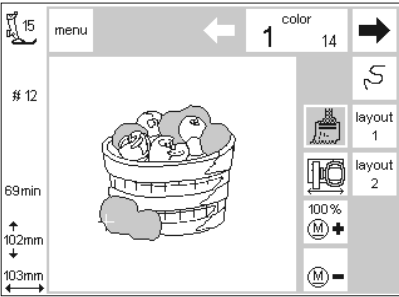 15
menu
color
1 14
# 12
layout
1
layout
2
69min
100%
M +
102mm
103mm
M -